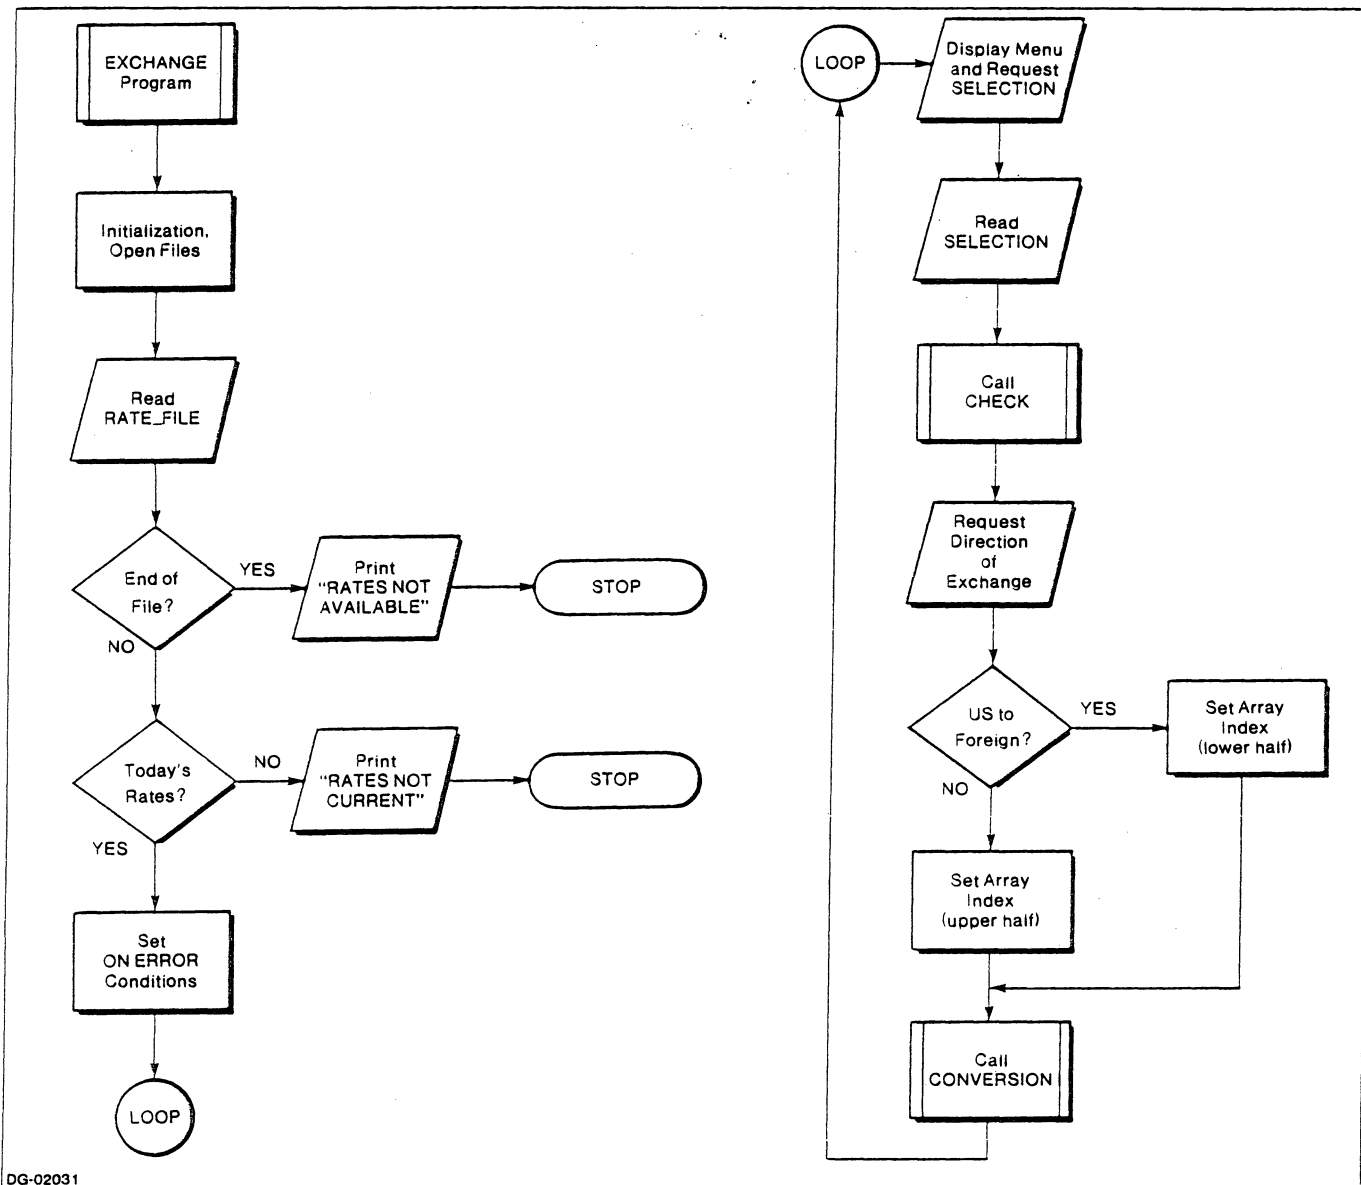 EXCHANGE
Program
Initialization,
Open Files
Read
RATE_FILE
End of
File?
YES
NO
Print
"RATES NOT
AVAILABLE"
STOP
Today's
Rates?
NO
YES
Print
"RATES NOT
CURRENT"
STOP
Set
ON ERROR
Conditions
LOOP
LOOP
Display Menu
and Request
SELECTION
Read
SELECTION
Call
CHECK
Request
Direction
of
Exchange
US to
Foreign?
YES
NO
Set Array
Index
(lower half)
Set Array
Index
(upper half)
Call
CONVERSION
DG-02031